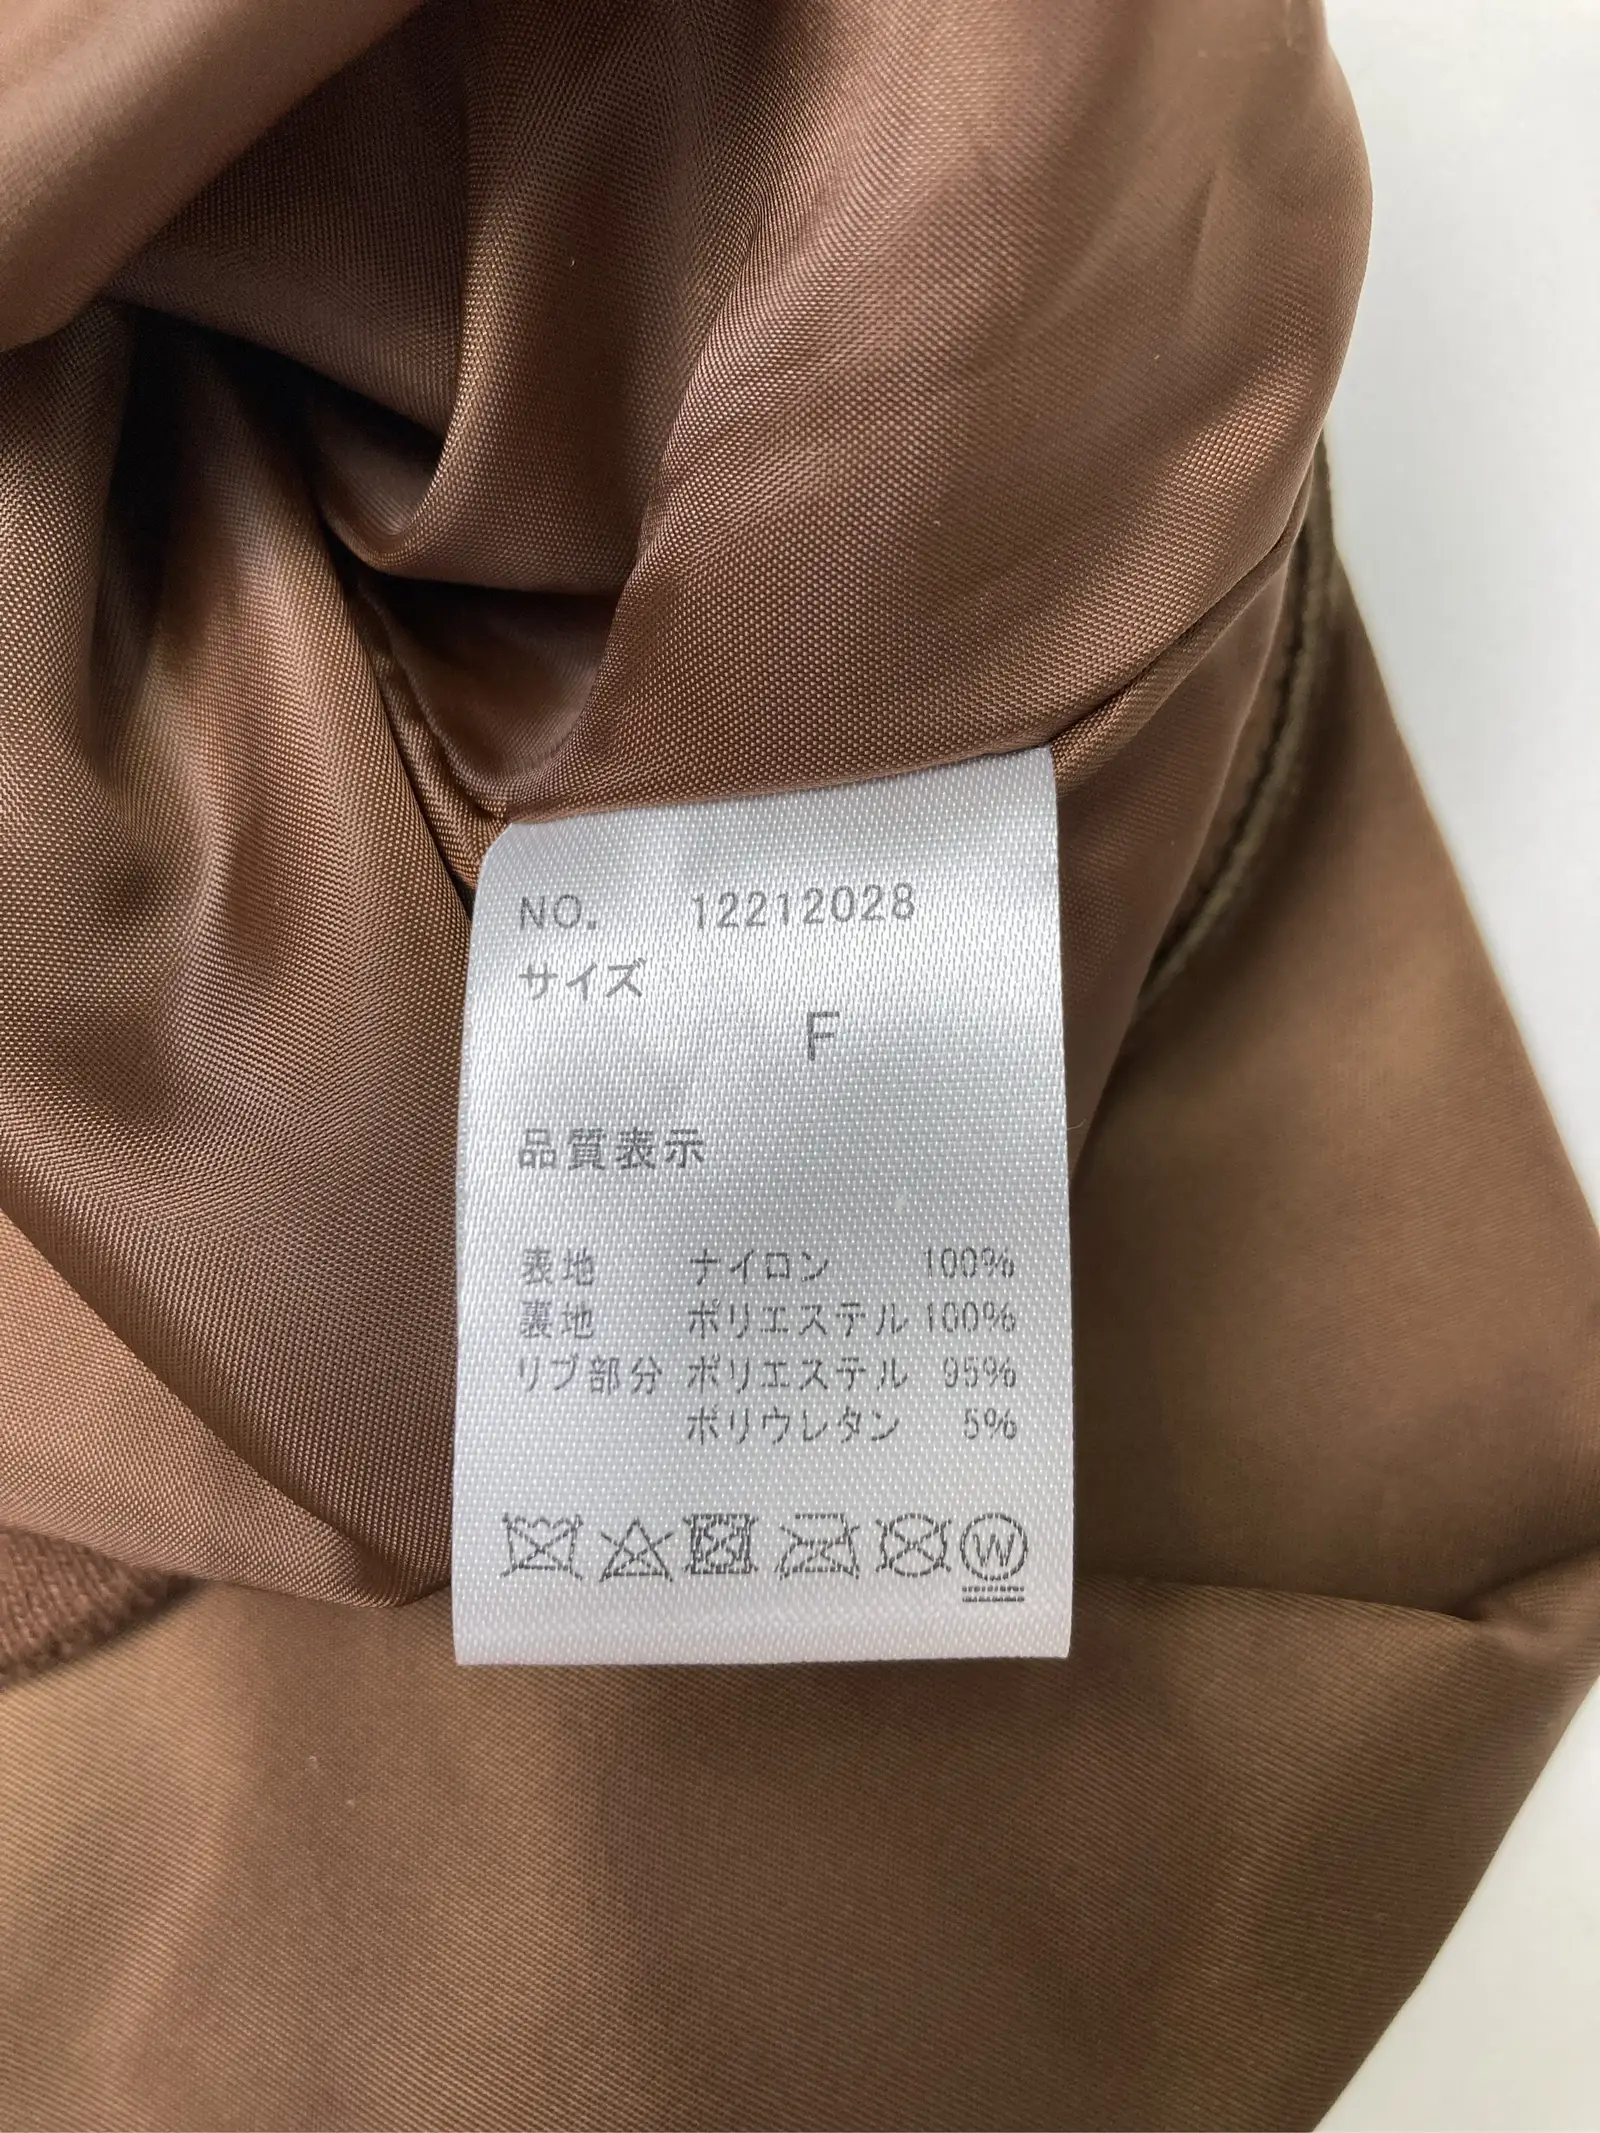 NO. 12212028
サイズ
F
品質表示
表地 ナイロン 100%
裏地 ポリエステル 100%
リブ部分 ポリエステル 95%
ポリウレタン 5%
W